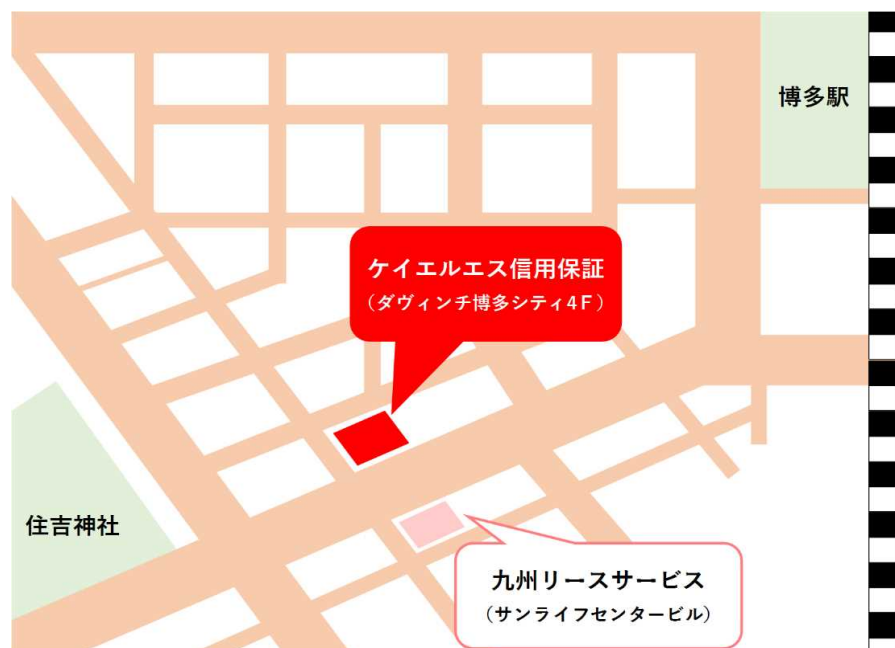 博多駅
ケイエルエス信用保証
（ダヴィンチ博多シティ4F）
住吉神社
九州リースサービス
（サンライフセンタービル）